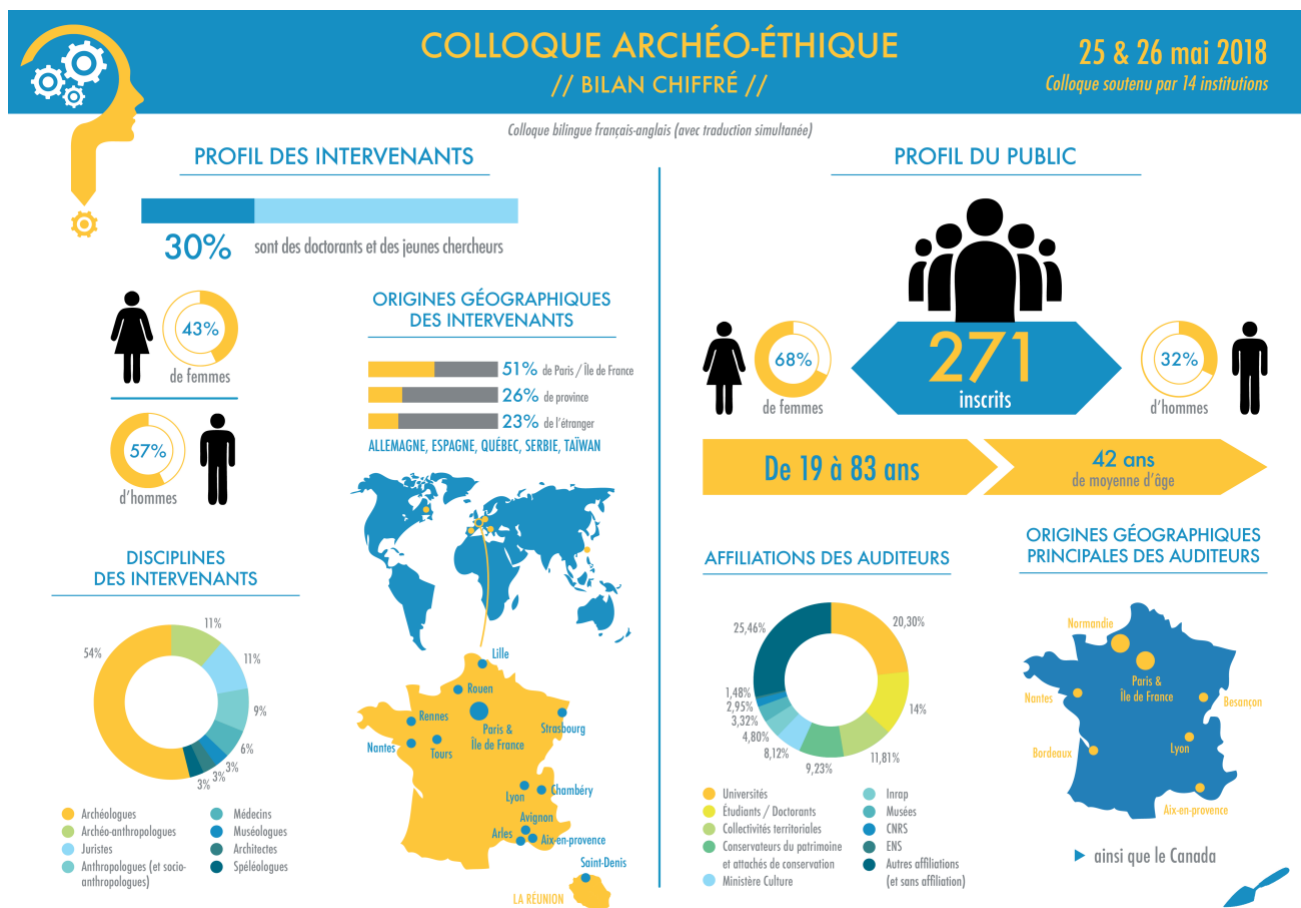 COLLOQUE ARCHÉO-ÉTHIQUE
// BILAN CHIFFRÉ //
25 & 26 mai 2018
Colloque soutenu par 14 institutions
Colloque bilingue français-anglais (avec traduction simultanée)
PROFIL DES INTERVENANTS
30% sont des doctorants et des jeunes chercheurs
43%
de femmes
57%
d'hommes
ORIGINES GÉOGRAPHIQUES
DES INTERVENANTS
51% de Paris / Île de France
26% de province
23% de l'étranger
ALLEMAGNE, ESPAGNE, QUÉBEC, SERBIE, TAÏWAN
DISCIPLINES
DES INTERVENANTS
54%
11%
11%
9%
6%
3%
3%
3%
Archéologues
Archéo-anthropologues
Juristes
Anthropologues (et socio-
anthropologues)
Médecins
Muséologues
Architectes
Spéléologues
Lille
Rouen
Rennes
Paris &
Île de France
Strasbourg
Nantes
Tours
Lyon
Chambéry
Avignon
Arles
Aix-en-provence
Saint-Denis
LA RÉUNION
PROFIL DU PUBLIC
271
inscrits
68%
de femmes
32%
d'hommes
De 19 à 83 ans
42 ans
de moyenne d'âge
AFFILIATIONS DES AUDITEURS
25,46%
20,30%
14%
11,81%
9,23%
8,12%
4,80%
3,32%
2,95%
1,48%
Universités
Étudiants / Doctorants
Collectivités territoriales
Conservateurs du patrimoine
et attachés de conservation
Ministère Culture
Inrap
Musées
CNRS
ENS
Autres affiliations
(et sans affiliation)
ORIGINES GÉOGRAPHIQUES
PRINCIPALES DES AUDITEURS
Normandie
Paris &
Île de France
Nantes
Besançon
Bordeaux
Lyon
Aix-en-provence
ainsi que le Canada